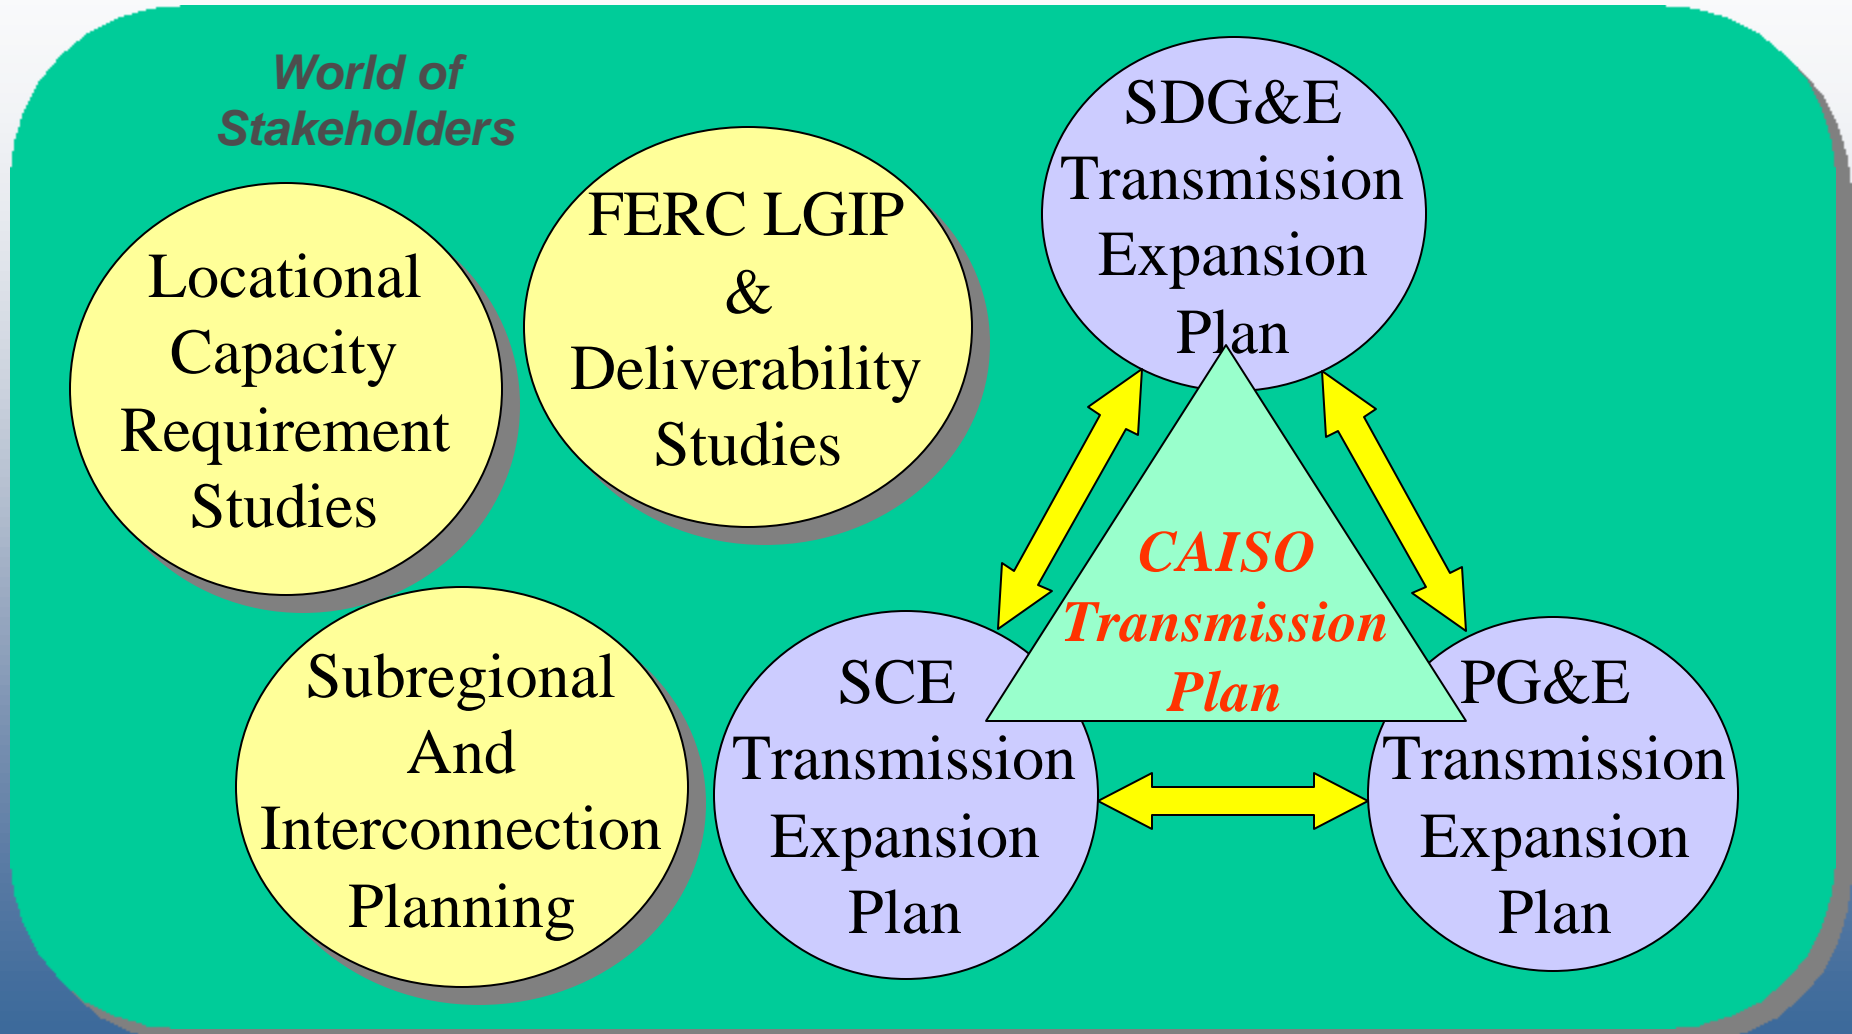 World of
Stakeholders
Locational
Capacity
Requirement
Studies
FERC LGIP
&
Deliverability
Studies
SDG&E
Transmission
Expansion
Plan
CAISO
Transmission
Plan
Subregional
And
Interconnection
Planning
SCE
Transmission
Expansion
Plan
PG&E
Transmission
Expansion
Plan